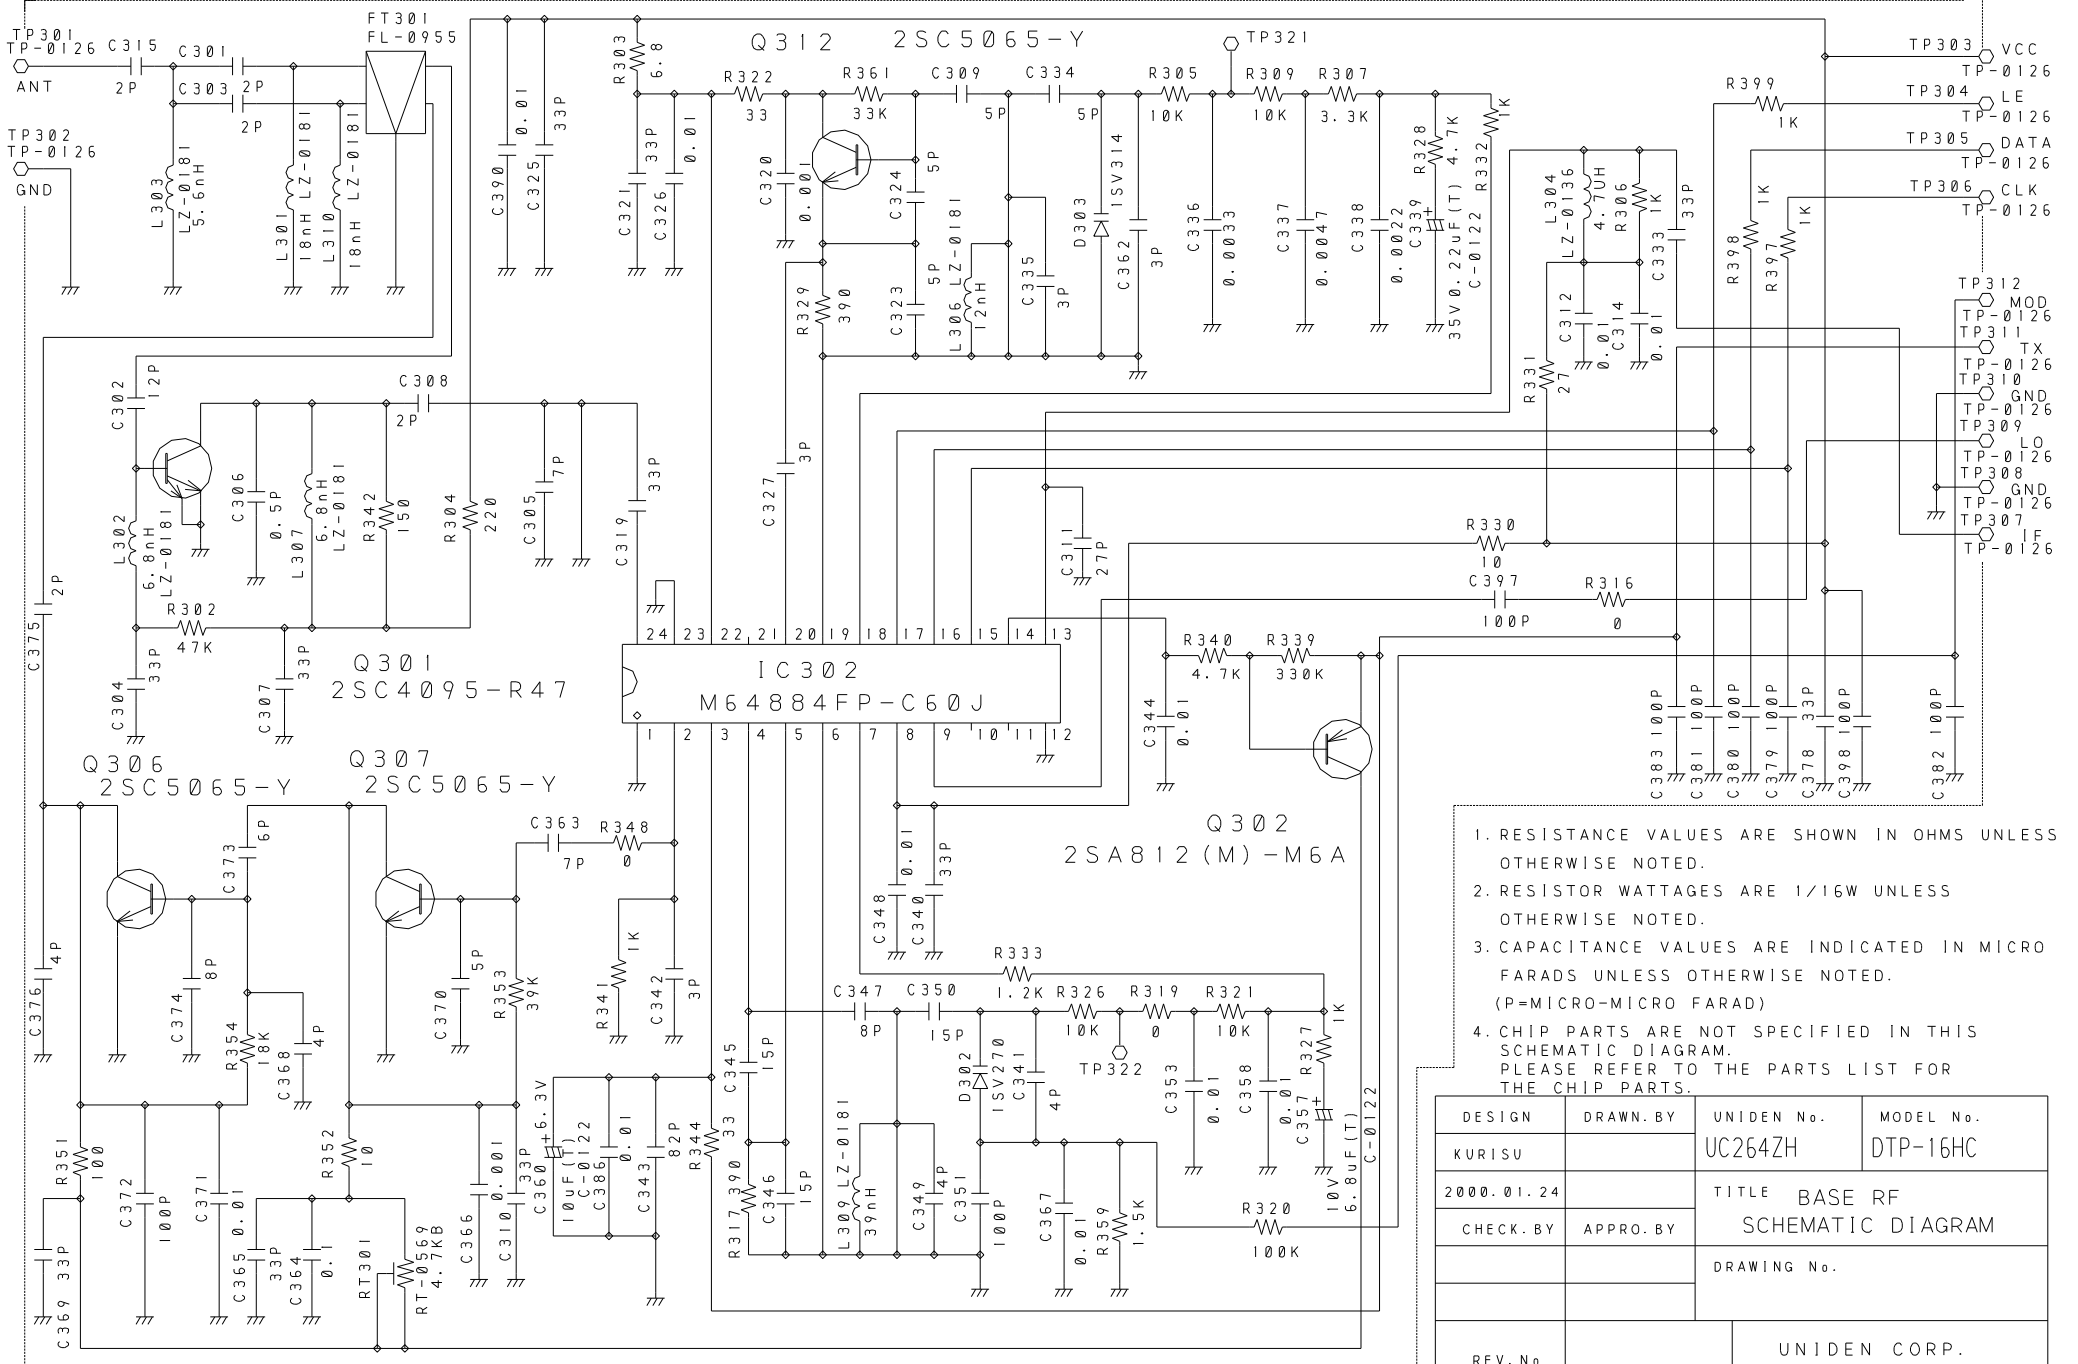 TP301
TP-0126
ANT
TP302
TP-0126
GND
C315
2P
C301
2P
C303
2P
FT301
FL-0955
L303
LZ-0181
5.6nH
L301
18nH LZ-0181
L310
18nH LZ-0181
C390
0.01
C325
33P
R303
6.8
C321
33P
C326
0.01
Q312
2SC5065-Y
R322
33
C320
0.001
R361
33K
C309
5P
C334
5P
R305
10K
TP321
R309
10K
R307
3.3K
C324
5P
C323
5P
R329
390
L306 LZ-0181
12nH
C335
3P
D303
1SV314
C362
3P
C336
0.0033
C337
0.0047
C338
0.0022
C339
35V0.22uF(T)
C-0122
R328
4.7K
R332
1K
L304
LZ-0136
4.7UH
R306
1K
C333
33P
C312
0.01
C314
0.01
R331
27
R399
1K
R398
1K
R397
1K
TP303
VCC
TP-0126
TP304
LE
TP-0126
TP305
DATA
TP-0126
TP306
CLK
TP-0126
TP312
MOD
TP-0126
TP311
TX
TP-0126
TP310
GND
TP-0126
TP309
LO
TP-0126
TP308
GND
TP-0126
TP307
IF
TP-0126
C302
12P
L302
6.8nH
LZ-0181
C306
0.5P
L307
6.8nH
LZ-0181
R342
150
C308
2P
R304
220
C305
7P
C319
33P
C327
3P
C311
27P
R330
10
C397
100P
R316
0
C375
2P
R302
47K
C304
33P
C307
33P
Q301
2SC4095-R47
24 23 22 21 20 19 18 17 16 15 14 13
IC302
M64884FP-C60J
1 2 3 4 5 6 7 8 9 10 11 12
R340
4.7K
R339
330K
C344
0.01
Q302
2SA812(M)-M6A
C383 100P
C381 100P
C380 100P
C379 100P
C378 33P
C398 100P
C382 100P
Q306
2SC5065-Y
Q307
2SC5065-Y
C373
6P
C363
7P
R348
0
C376
4P
C374
8P
R354
18K
C368
4P
C370
5P
R353
39K
R341
1K
C342
3P
C348
0.01
C340
33P
R333
1.2K
C347
8P
C350
15P
R326
10K
R319
0
R321
10K
TP322
R327
1K
C345
15P
D302
1SV270
C341
4P
C353
0.01
C358
0.01
C357
10V
6.8uF(T)
C-0122
R351
100
C372
100P
C371
0.01
R352
10
C369 33P
C365
33P
C364
0.1
RT301
RT-0569
4.7KB
C366
0.001
C310
33P
C360
10uF(T)
+6.3V
C-0122
C386
0.01
C343
82P
R344
33
R317 390
C346
15P
L309 LZ-0181
39nH
C349
4P
C351
100P
C367
0.01
R359
1.5K
R320
100K
1. RESISTANCE VALUES ARE SHOWN IN OHMS UNLESS
OTHERWISE NOTED.
2. RESISTOR WATTAGES ARE 1/16W UNLESS
OTHERWISE NOTED.
3. CAPACITANCE VALUES ARE INDICATED IN MICRO
FARADS UNLESS OTHERWISE NOTED.
(P=MICRO-MICRO FARAD)
4. CHIP PARTS ARE NOT SPECIFIED IN THIS
SCHEMATIC DIAGRAM.
PLEASE REFER TO THE PARTS LIST FOR
THE CHIP PARTS.
DESIGN
DRAWN.BY
UNIDEN No.
MODEL No.
KURISU
UC264ZH
DTP-16HC
2000.01.24
TITLE
BASE RF
SCHEMATIC DIAGRAM
CHECK.BY
APPRO.BY
DRAWING No.
REV.No
UNIDEN CORP.